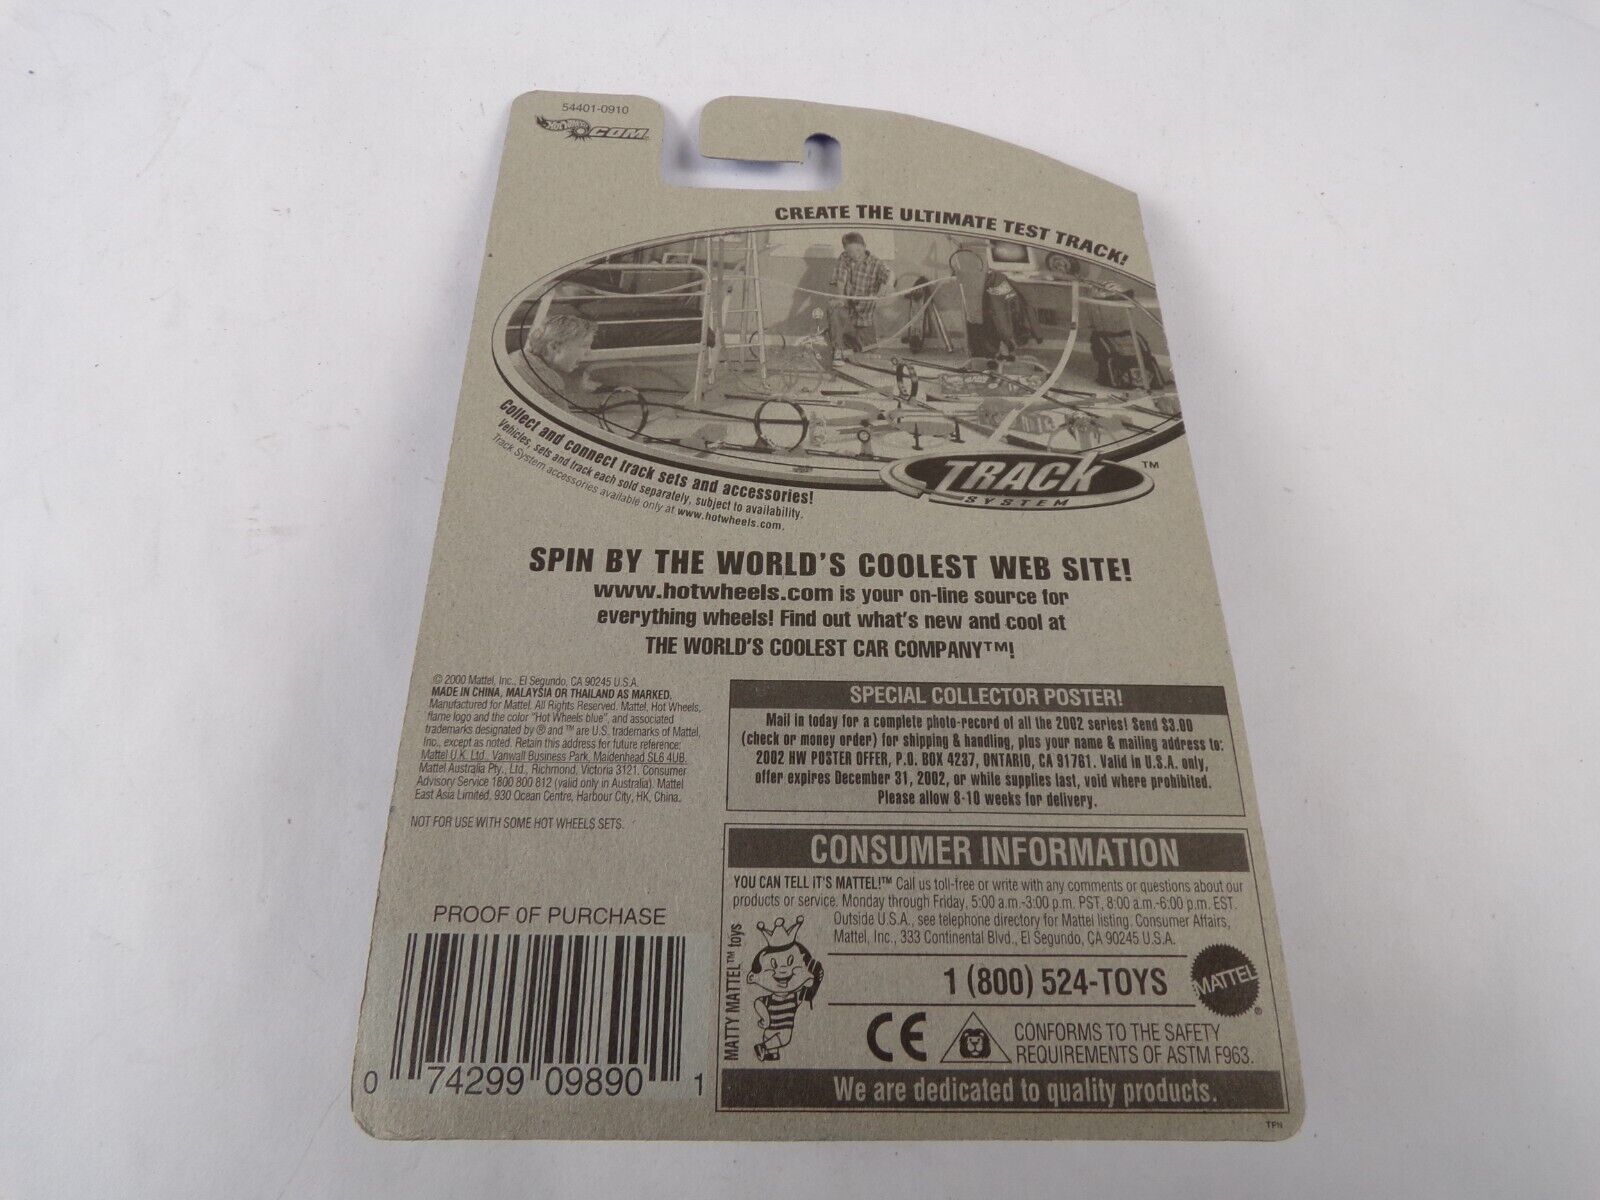 54401-0910
HOT WHEELS.COM
CREATE THE ULTIMATE TEST TRACK!
Collect and connect track sets and accessories!
Vehicles, sets and track each sold separately, subject to availability.
Track System accessories available only at www.hotwheels.com.
TRACK™
SYSTEM
SPIN BY THE WORLD'S COOLEST WEB SITE!
www.hotwheels.com is your on-line source for
everything wheels! Find out what's new and cool at
THE WORLD'S COOLEST CAR COMPANY™!
© 2000 Mattel, Inc., El Segundo, CA 90245 U.S.A.
MADE IN CHINA, MALAYSIA OR THAILAND AS MARKED.
Manufactured for Mattel. All Rights Reserved. Mattel, Hot Wheels,
flame logo and the color "Hot Wheels blue", and associated
trademarks designated by ® and ™ are U.S. trademarks of Mattel,
Inc., except as noted. Retain this address for future reference:
Mattel U.K. Ltd., Vanwall Business Park, Maidenhead SL6 4UB.
Mattel Australia Pty., Ltd., Richmond, Victoria 3121. Consumer
Advisory Service 1800 800 812 (valid only in Australia). Mattel
East Asia Limited, 930 Ocean Centre, Harbour City, HK, China.
NOT FOR USE WITH SOME HOT WHEELS SETS.
SPECIAL COLLECTOR POSTER!
Mail in today for a complete photo-record of all the 2002 series! Send $3.00
(check or money order) for shipping & handling, plus your name & mailing address to:
2002 HW POSTER OFFER, P.O. BOX 4237, ONTARIO, CA 91761. Valid in U.S.A. only,
offer expires December 31, 2002, or while supplies last, void where prohibited.
Please allow 8-10 weeks for delivery.
CONSUMER INFORMATION
YOU CAN TELL IT'S MATTEL!™ Call us toll-free or write with any comments or questions about our
products or service. Monday through Friday, 5:00 a.m.-3:00 p.m. PST, 8:00 a.m.-6:00 p.m. EST.
Outside U.S.A., see telephone directory for Mattel listing. Consumer Affairs,
Mattel, Inc., 333 Continental Blvd., El Segundo, CA 90245 U.S.A.
MATTY MATTEL™ toys
1 (800) 524-TOYS
MATTEL®
CE
CONFORMS TO THE SAFETY
REQUIREMENTS OF ASTM F963.
We are dedicated to quality products.
PROOF OF PURCHASE
0 74299 09890 1
TPN